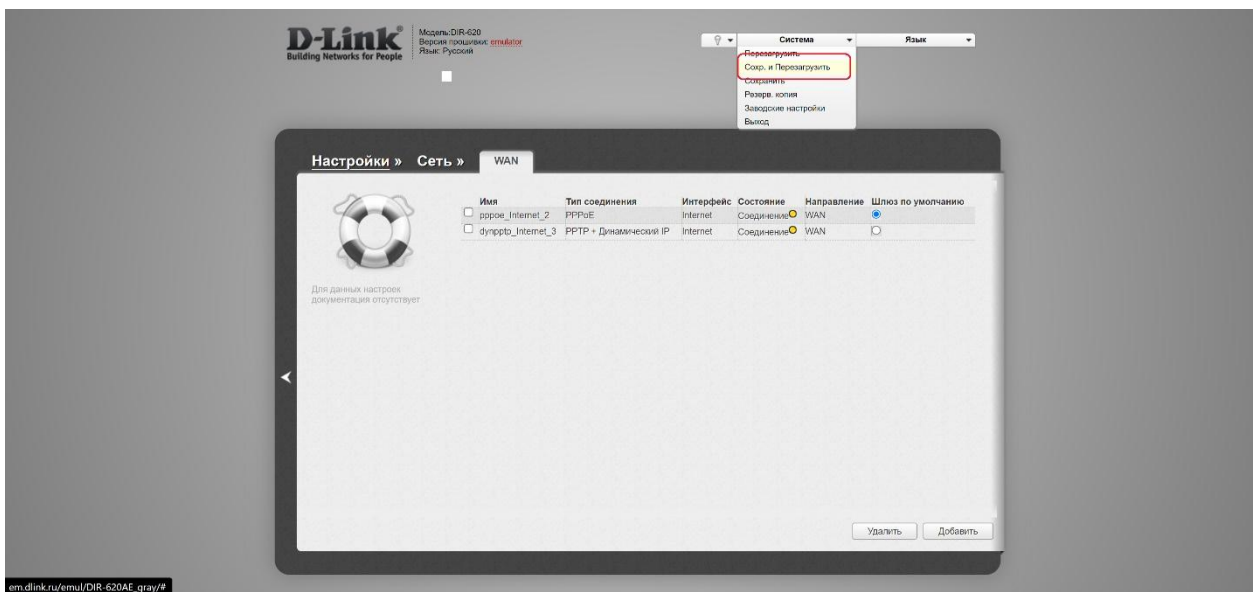 D-Link
Building Networks for People
Модель:DIR-620
Версия прошивки: emulator
Язык: Русский
Система
Язык
Перезагрузить
Сохр. и Перезагрузить
Сохранить
Резерв. копия
Заводские настройки
Выход
Настройки » Сеть » WAN
Имя Тип соединения Интерфейс Состояние Направление Шлюз по умолчанию
pppoe_Internet_2 PPPoE Internet Соединение WAN
dynpptp_Internet_3 PPTP + Динамический IP Internet Соединение WAN
Для данных настроек
документация отсутствует
Удалить Добавить
em.dlink.ru/emul/DIR-620AE_gray/#